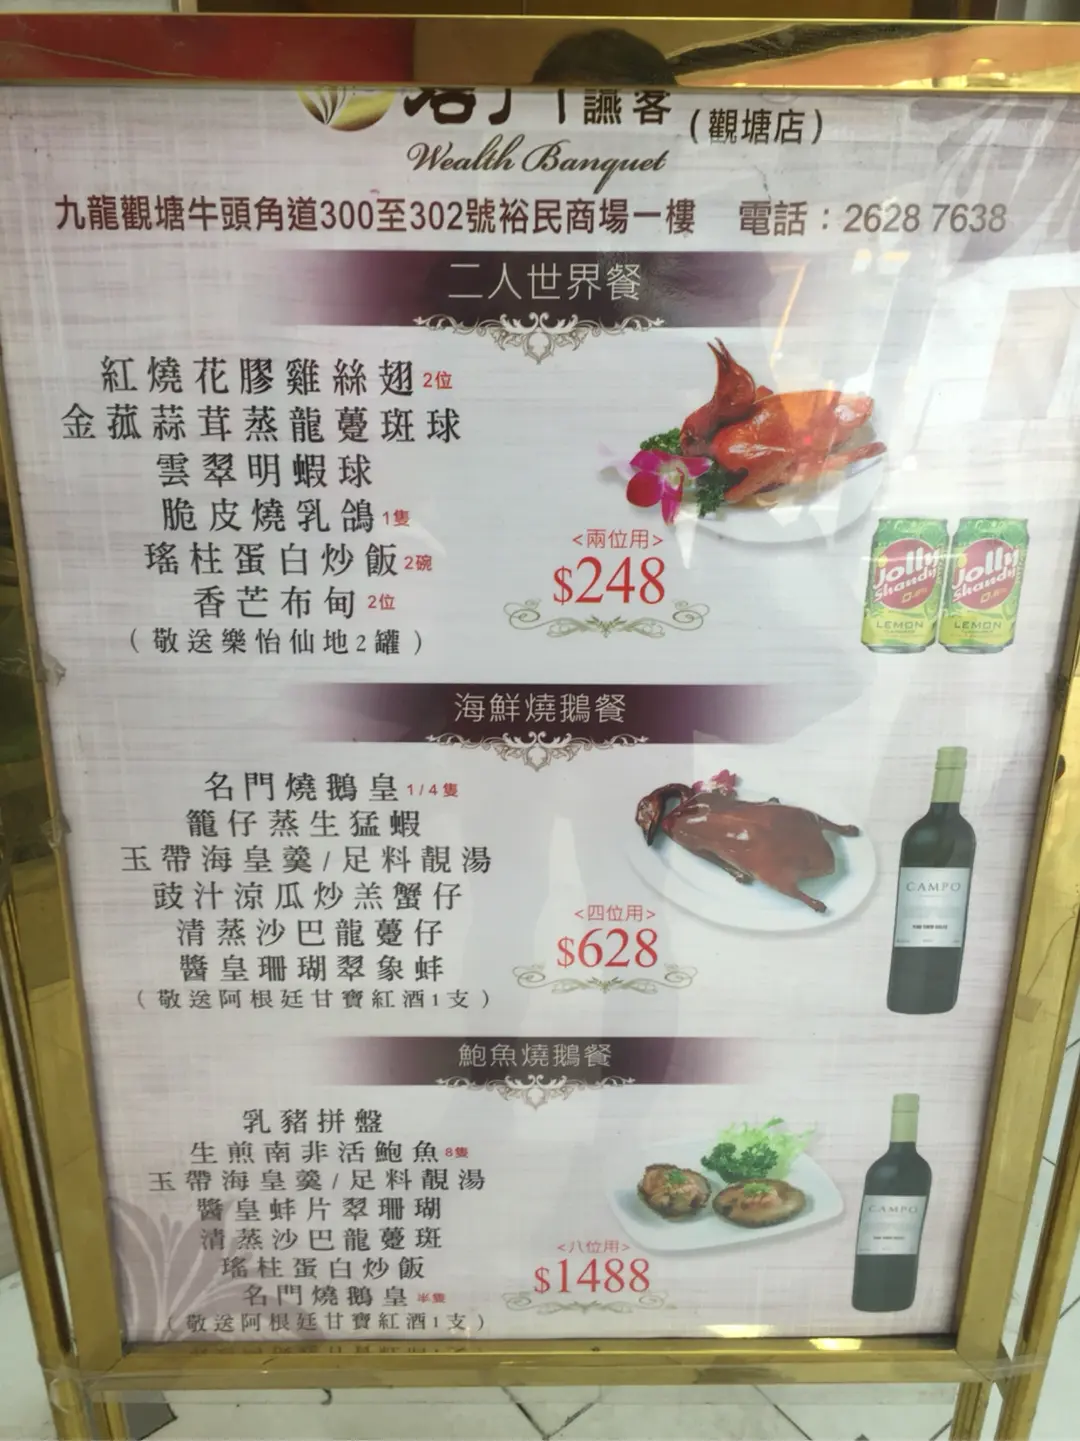 讌客(觀塘店)
Wealth Banquet
九龍觀塘牛頭角道300至302號裕民商場一樓 電話:2628 7638
二人世界餐
紅燒花膠雞絲翅2位
金菰蒜茸蒸龍躉斑球
雲翠明蝦球
脆皮燒乳鴿1隻
瑤柱蛋白炒飯2碗
香芒布甸2位
(敬送樂怡仙地2罐)
<兩位用>
$248
Jolly Shandy
LEMON
Jolly Shandy
LEMON
海鮮燒鵝餐
名門燒鵝皇1/4隻
籠仔蒸生猛蝦
玉帶海皇羹/足料靚湯
豉汁涼瓜炒羔蟹仔
清蒸沙巴龍躉仔
醬皇珊瑚翠象蚌
(敬送阿根廷甘寶紅酒1支)
<四位用>
$628
CAMPO
鮑魚燒鵝餐
乳豬拼盤
生煎南非活鮑魚8隻
玉帶海皇羹/足料靚湯
醬皇蚌片翠珊瑚
清蒸沙巴龍躉斑
瑤柱蛋白炒飯
名門燒鵝皇半隻
(敬送阿根廷甘寶紅酒1支)
<八位用>
$1488
CAMPO